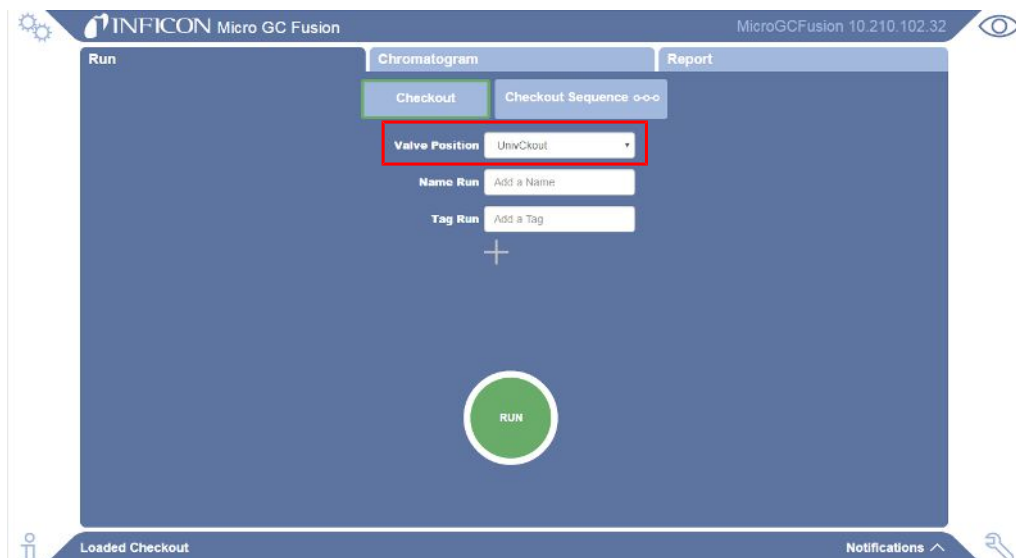 INFICON Micro GC Fusion
MicroGCFusion 10.210.102.32
Run
Chromatogram
Report
Checkout
Checkout Sequence
Valve Position UnivCkout
Name Run Add a Name
Tag Run Add a Tag
RUN
Loaded Checkout
Notifications